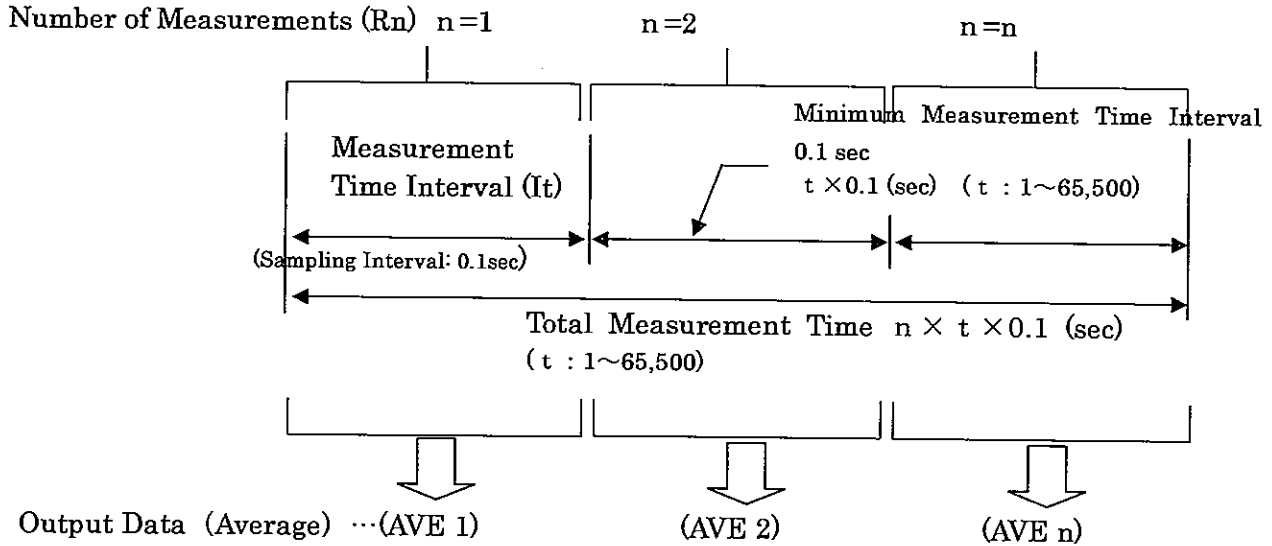 Number of Measurements (Rn) n=1 n=2 n=n
Minimum Measurement Time Interval
Measurement
Time Interval (It)
0.1 sec
t ×0.1 (sec) (t : 1～65,500)
(Sampling Interval: 0.1sec)
Total Measurement Time n × t ×0.1 (sec)
(t : 1～65,500)
Output Data (Average) ···(AVE 1) (AVE 2) (AVE n)